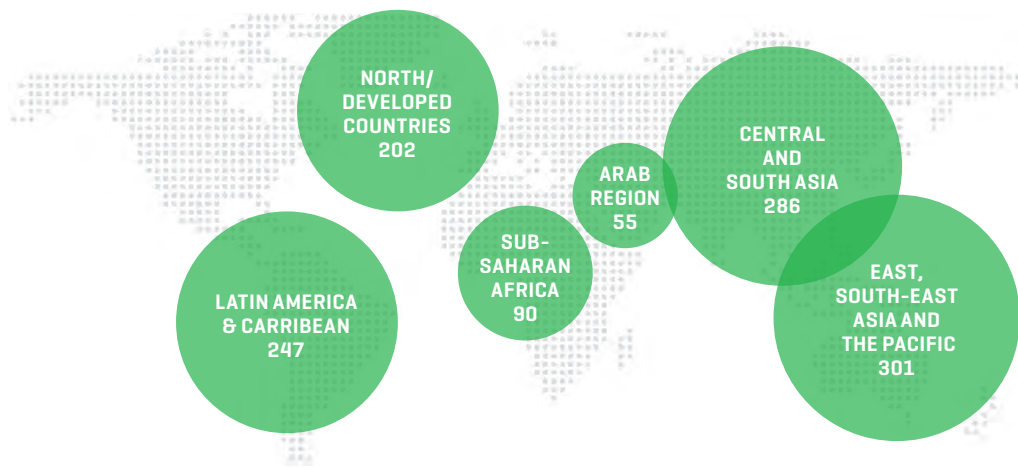 NORTH/
DEVELOPED
COUNTRIES
202
CENTRAL
AND
SOUTH ASIA
286
ARAB
REGION
55
SUB-
SAHARAN
AFRICA
90
LATIN AMERICA
& CARRIBEAN
247
EAST,
SOUTH-EAST
ASIA AND
THE PACIFIC
301